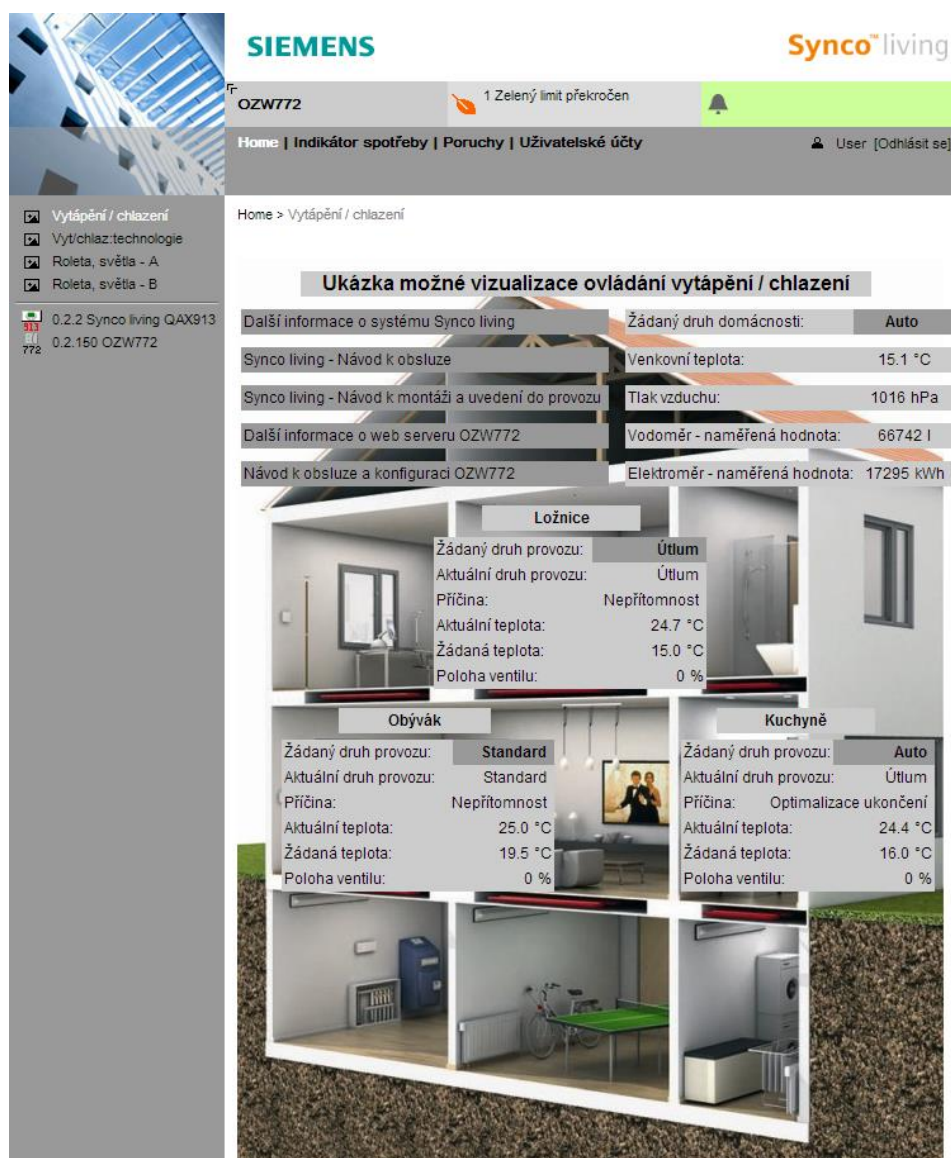 SIEMENS
Synco™ living
OZW772
1 Zelený limit překročen
Home | Indikátor spotřeby | Poruchy | Uživatelské účty
User [Odhlásit se]
Vytápění / chlazení
Vyt/chlaz:technologie
Roleta, světla - A
Roleta, světla - B
913
0.2.2 Synco living QAX913
772
0.2.150 OZW772
Home > Vytápění / chlazení
Ukázka možné vizualizace ovládání vytápění / chlazení
Další informace o systému Synco living
Synco living - Návod k obsluze
Synco living - Návod k montáži a uvedení do provozu
Další informace o web serveru OZW772
Návod k obsluze a konfiguraci OZW772
Žádaný druh domácnosti: Auto
Venkovní teplota: 15.1 °C
Tlak vzduchu: 1016 hPa
Vodoměr - naměřená hodnota: 66742 l
Elektroměr - naměřená hodnota: 17295 kWh
Ložnice
Žádaný druh provozu: Útlum
Aktuální druh provozu: Útlum
Příčina: Nepřítomnost
Aktuální teplota: 24.7 °C
Žádaná teplota: 15.0 °C
Poloha ventilu: 0 %
Obývák
Žádaný druh provozu: Standard
Aktuální druh provozu: Standard
Příčina: Nepřítomnost
Aktuální teplota: 25.0 °C
Žádaná teplota: 19.5 °C
Poloha ventilu: 0 %
Kuchyně
Žádaný druh provozu: Auto
Aktuální druh provozu: Útlum
Příčina: Optimalizace ukončení
Aktuální teplota: 24.4 °C
Žádaná teplota: 16.0 °C
Poloha ventilu: 0 %